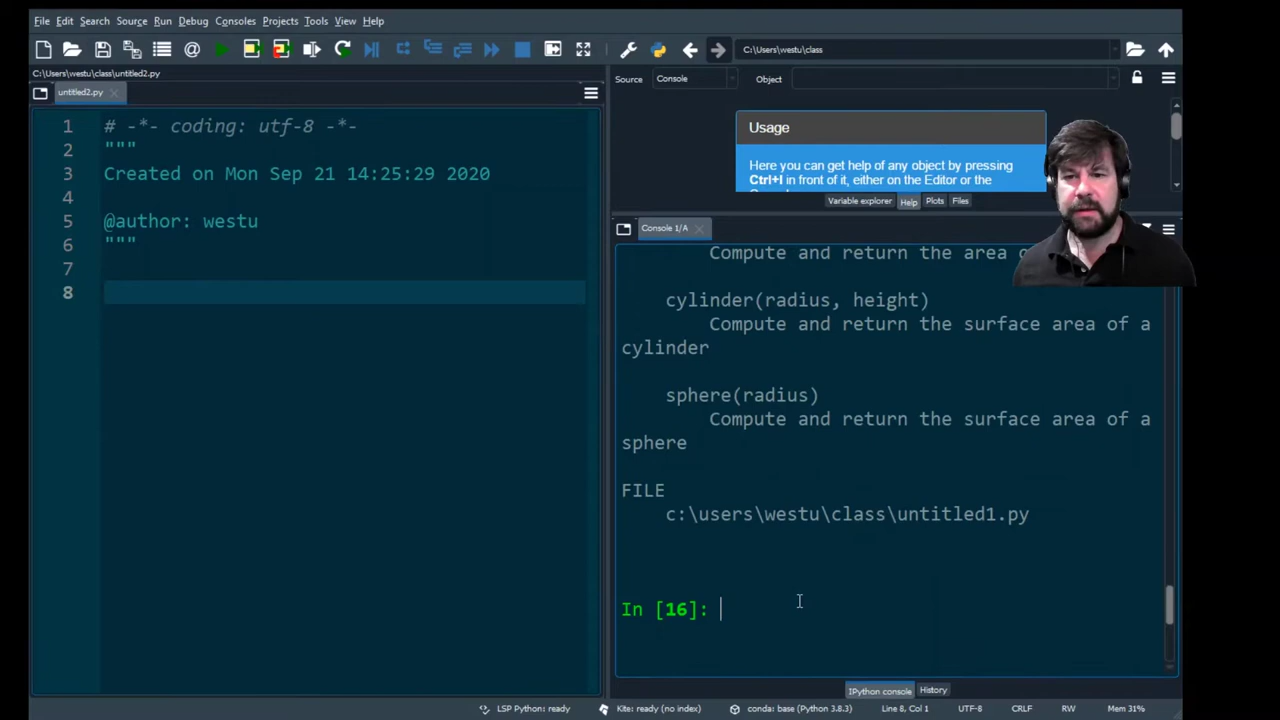 File Edit Search Source Run Debug Consoles Projects Tools View Help
C:\Users\westu\class
C:\Users\westu\class\untitled2.py
Source Console Object
untitled2.py
1 # -*- coding: utf-8 -*-
2 """
3 Created on Mon Sep 21 14:25:29 2020
4
5 @author: westu
6 """
7
8
Usage
Here you can get help of any object by pressing
Ctrl+I in front of it, either on the Editor or the
Variable explorer Help Plots Files
Console 1/A
Compute and return the area
cylinder(radius, height)
Compute and return the surface area of a
cylinder
sphere(radius)
Compute and return the surface area of a
sphere
FILE
c:\users\westu\class\untitled1.py
In [16]:
IPython console History
LSP Python: ready Kite: ready (no index) conda: base (Python 3.8.3) Line 8, Col 1 UTF-8 CRLF RW Mem 31%